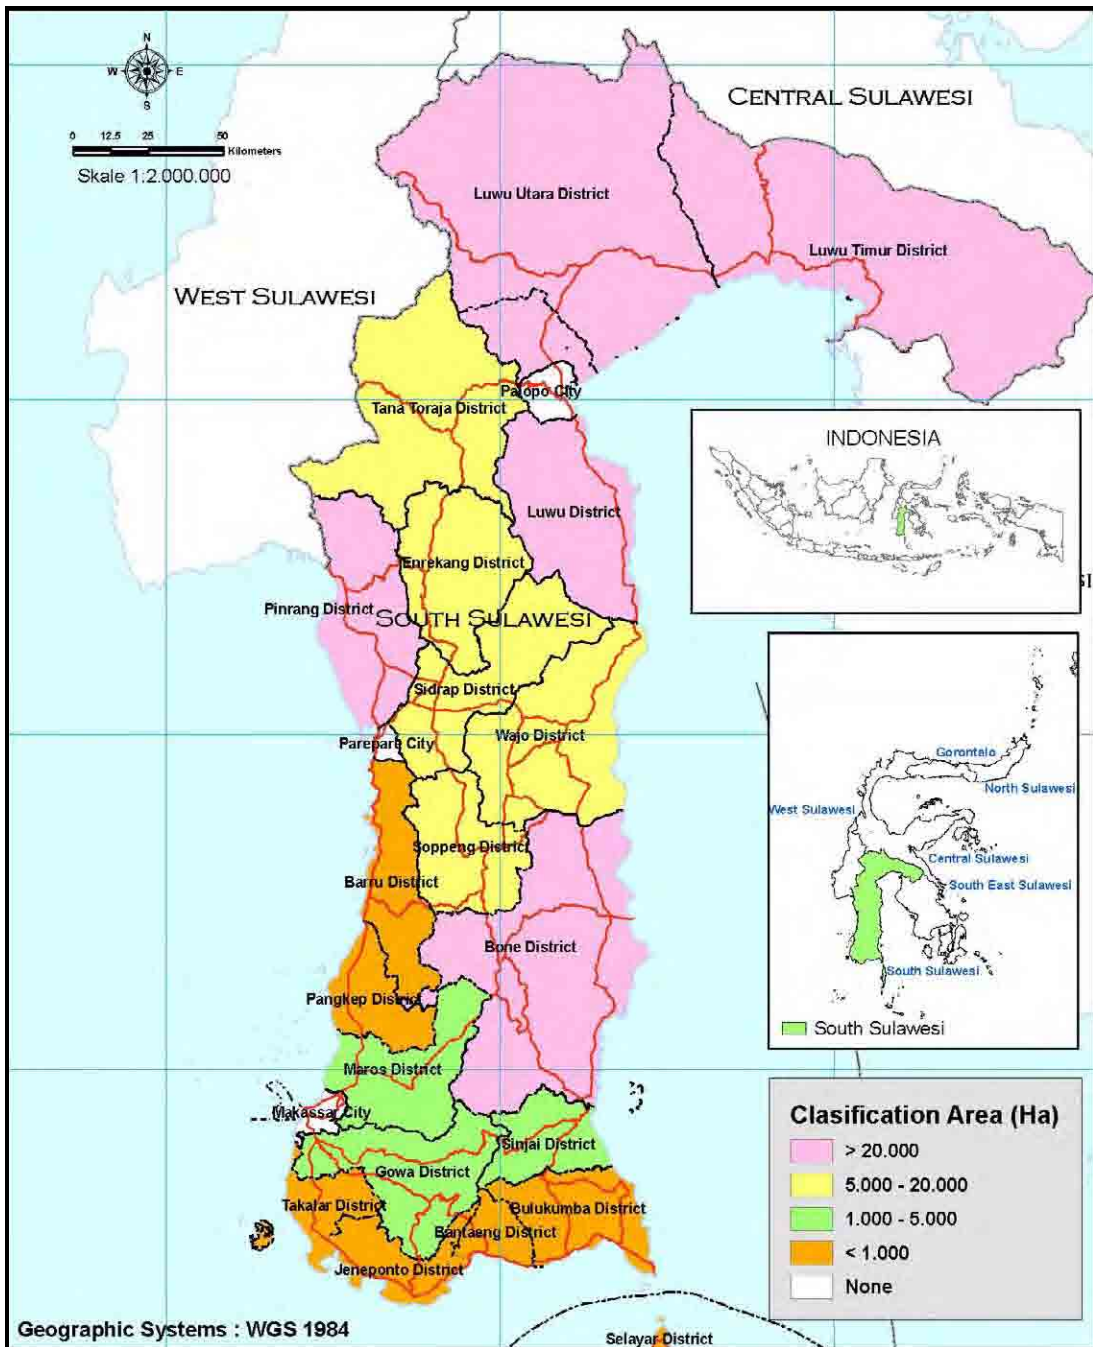 N
W
E
S
0 12.5 25 50
Kilometers
Skale 1:2.000.000
CENTRAL SULAWESI
Luwu Utara District
Luwu Timur District
WEST SULAWESI
Palopo City
Tana Toraja District
Luwu District
Enrekang District
Pinrang District
SOUTH SULAWESI
Sidrap District
Wajo District
Parepare City
Soppeng District
Barru District
Bone District
Pangkep District
Maros District
Makassar City
Sinjai District
Gowa District
Takalar District
Bulukumba District
Bantaeng District
Jeneponto District
Selayar District
Geographic Systems : WGS 1984
INDONESIA
SI
Gorontalo
North Sulawesi
West Sulawesi
Central Sulawesi
South East Sulawesi
South Sulawesi
South Sulawesi
Clasification Area (Ha)
> 20.000
5.000 - 20.000
1.000 - 5.000
< 1.000
None